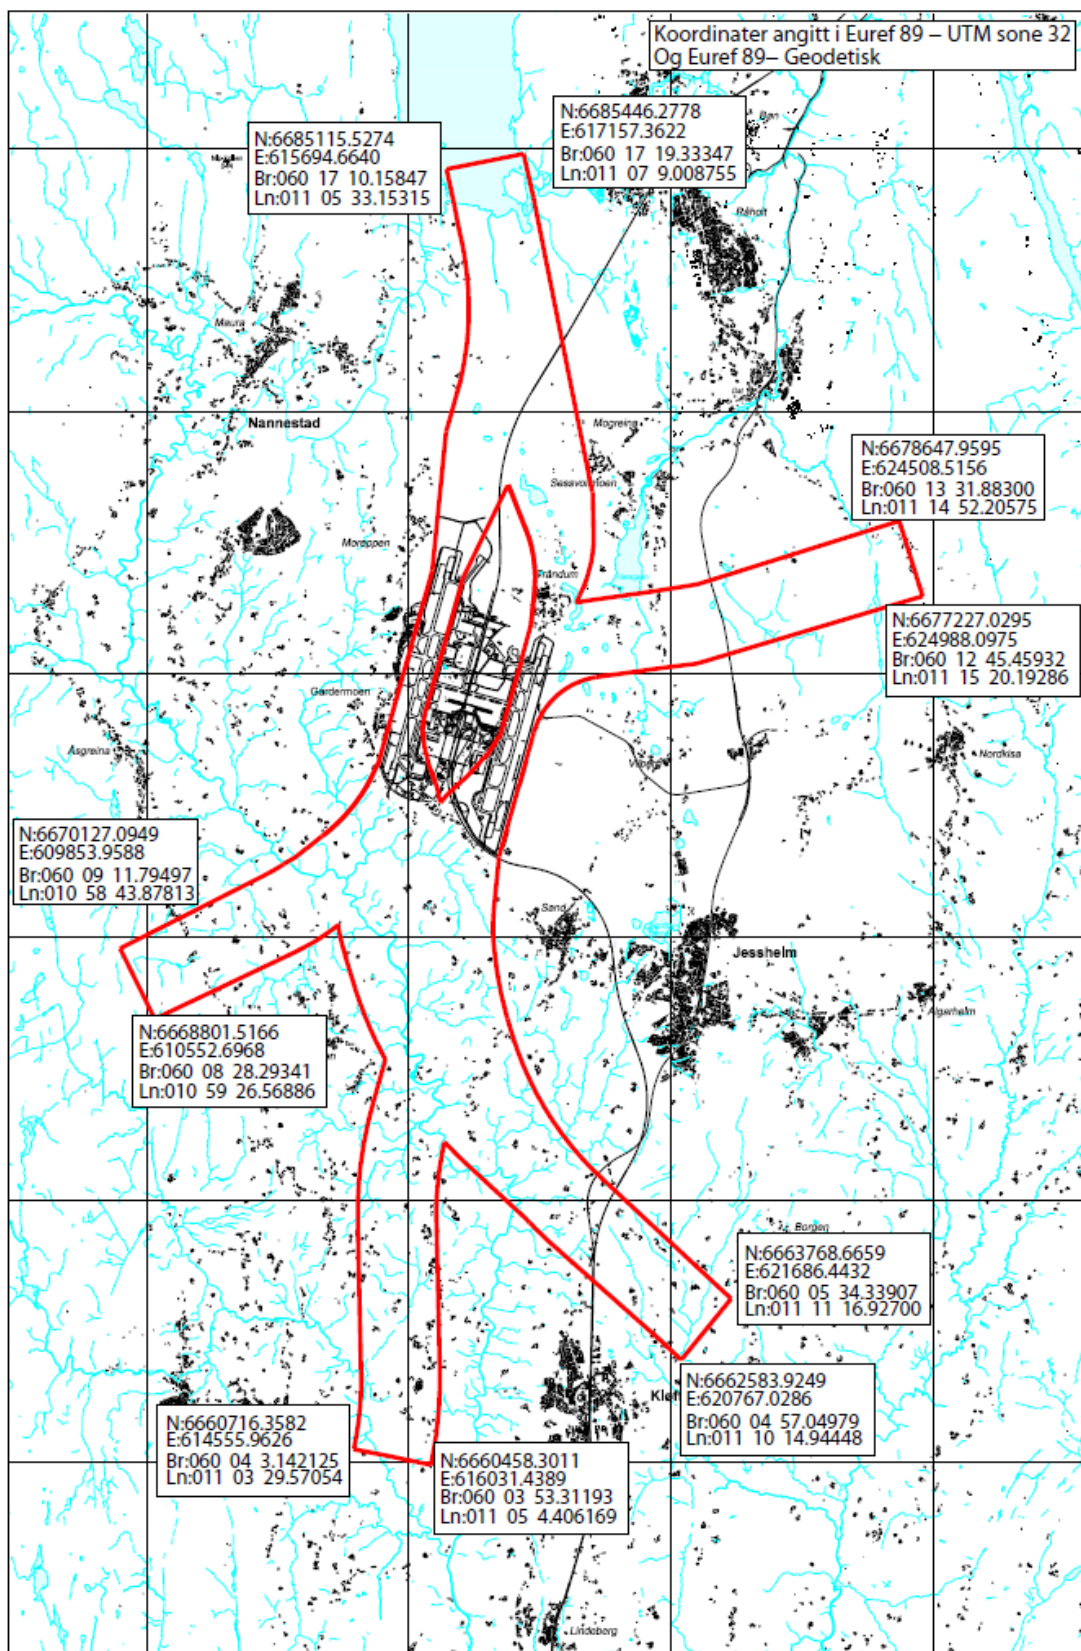 Koordinater angitt i Euref 89 – UTM sone 32
Og Euref 89– Geodetisk
N:6685115.5274
E:615694.6640
Br:060 17 10.15847
Ln:011 05 33.15315
N:6685446.2778
E:617157.3622
Br:060 17 19.33347
Ln:011 07 9.008755
Bøn
Råholt
Maura
Nannestad
Mogreina
Sessvollmoen
N:6678647.9595
E:624508.5156
Br:060 13 31.88300
Ln:011 14 52.20575
Moreppen
Trandum
N:6677227.0295
E:624988.0975
Br:060 12 45.45932
Ln:011 15 20.19286
Gardermoen
Åsgreina
Nordkisa
N:6670127.0949
E:609853.9588
Br:060 09 11.79497
Ln:010 58 43.87813
Sand
Jessheim
Algarheim
N:6668801.5166
E:610552.6968
Br:060 08 28.29341
Ln:010 59 26.56886
Borgen
N:6663768.6659
E:621686.4432
Br:060 05 34.33907
Ln:011 11 16.92700
N:6662583.9249
E:620767.0286
Br:060 04 57.04979
Ln:011 10 14.94448
Kløf
N:6660716.3582
E:614555.9626
Br:060 04 3.142125
Ln:011 03 29.57054
N:6660458.3011
E:616031.4389
Br:060 03 53.31193
Ln:011 05 4.406169
Lindeberg